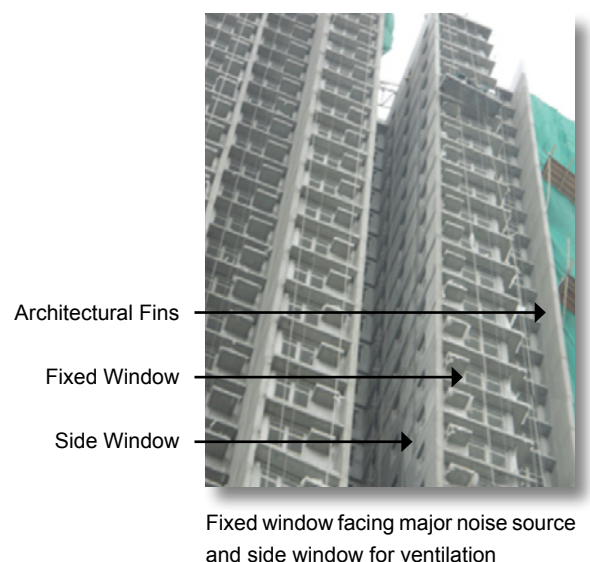 Architectural Fins
Fixed Window
Side Window
Fixed window facing major noise source
and side window for ventilation